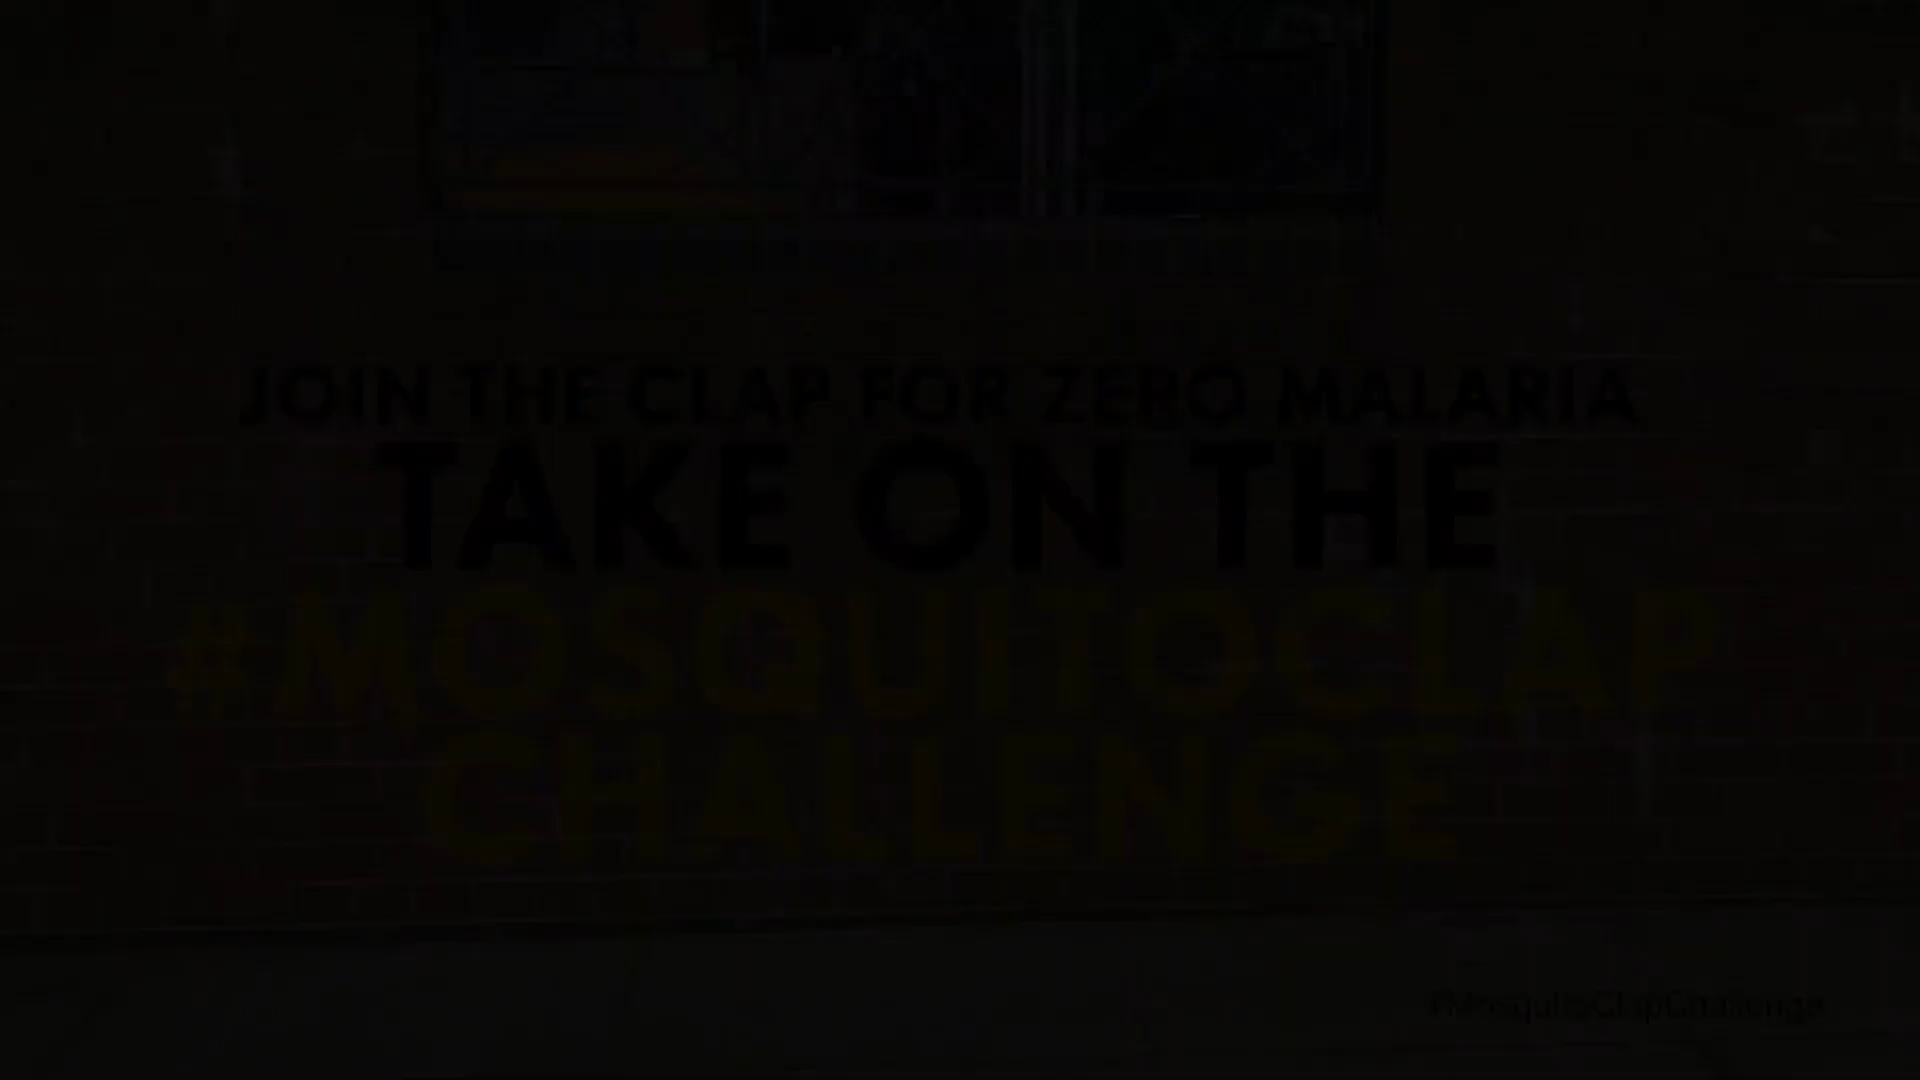 JOIN THE CLAP FOR ZERO MALARIA
TAKE ON THE
#MOSQUITOCLAP
CHALLENGE
#MosquitoClapChallenge